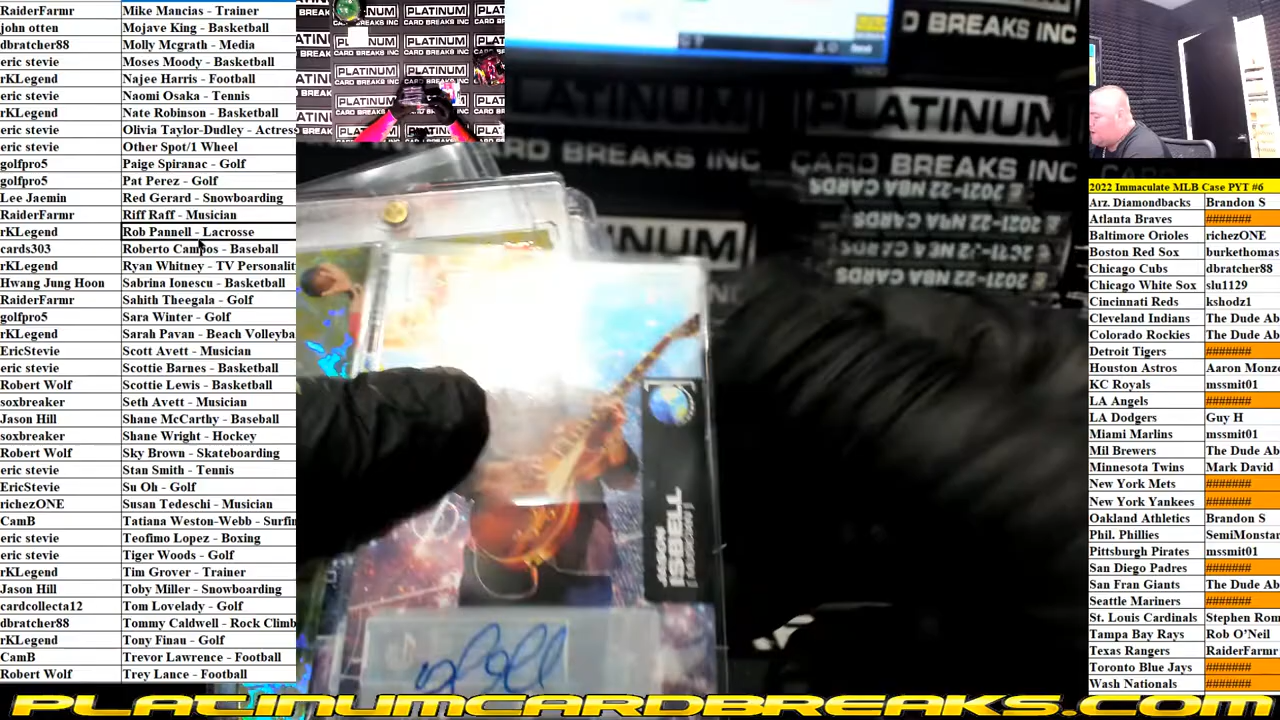 RaiderFarmr Mike Mancias - Trainer
john otten Mojave King - Basketball
dbratcher88 Molly Mcgrath - Media
eric stevie Moses Moody - Basketball
rKLegend Najee Harris - Football
eric stevie Naomi Osaka - Tennis
rKLegend Nate Robinson - Basketball
eric stevie Olivia Taylor-Dudley - Actress
eric stevie Other Spot/1 Wheel
golfpro5 Paige Spiranac - Golf
golfpro5 Pat Perez - Golf
Lee Jaemin Red Gerard - Snowboarding
RaiderFarmr Riff Raff - Musician
rKLegend Rob Pannell - Lacrosse
cards303 Roberto Campos - Baseball
rKLegend Ryan Whitney - TV Personalit
Hwang Jung Hoon Sabrina Ionescu - Basketball
RaiderFarmr Sahith Theegala - Golf
golfpro5 Sara Winter - Golf
rKLegend Sarah Pavan - Beach Volleyba
EricStevie Scott Avett - Musician
eric stevie Scottie Barnes - Basketball
Robert Wolf Scottie Lewis - Basketball
soxbreaker Seth Avett - Musician
Jason Hill Shane McCarthy - Baseball
soxbreaker Shane Wright - Hockey
Robert Wolf Sky Brown - Skateboarding
eric stevie Stan Smith - Tennis
EricStevie Su Oh - Golf
richezONE Susan Tedeschi - Musician
CamB Tatiana Weston-Webb - Surfin
eric stevie Teofimo Lopez - Boxing
eric stevie Tiger Woods - Golf
rKLegend Tim Grover - Trainer
Jason Hill Toby Miller - Snowboarding
cardcollecta12 Tom Lovelady - Golf
dbratcher88 Tommy Caldwell - Rock Climb
rKLegend Tony Finau - Golf
CamB Trevor Lawrence - Football
Robert Wolf Trey Lance - Football
PLATINUM
CARD BREAKS INC
PLATINUM
CARD BREAKS INC
2021-22 NBA CARDS
JASON
ISBELL
2022 Immaculate MLB Case PYT #6
Arz. Diamondbacks Brandon S
Atlanta Braves #######
Baltimore Orioles richezONE
Boston Red Sox burkethomas
Chicago Cubs dbratcher88
Chicago White Sox slu1129
Cincinnati Reds kshodz1
Cleveland Indians The Dude Ab
Colorado Rockies The Dude Ab
Detroit Tigers #######
Houston Astros Aaron Monzo
KC Royals mssmit01
LA Angels #######
LA Dodgers Guy H
Miami Marlins mssmit01
Mil Brewers The Dude Ab
Minnesota Twins Mark David
New York Mets #######
New York Yankees #######
Oakland Athletics Brandon S
Phil. Phillies SemiMonstar
Pittsburgh Pirates mssmit01
San Diego Padres #######
San Fran Giants The Dude Ab
Seattle Mariners #######
St. Louis Cardinals Stephen Rom
Tampa Bay Rays Rob O'Neil
Texas Rangers RaiderFarmr
Toronto Blue Jays #######
Wash Nationals #######
PLATINUMCARDBREAKS.COM